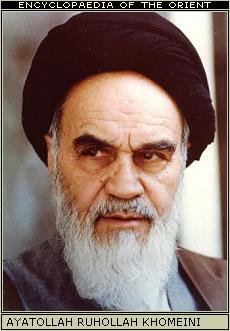 ENCYCLOPAEDIA OF THE ORIENT
AYATOLLAH RUHOLLAH KHOMEINI